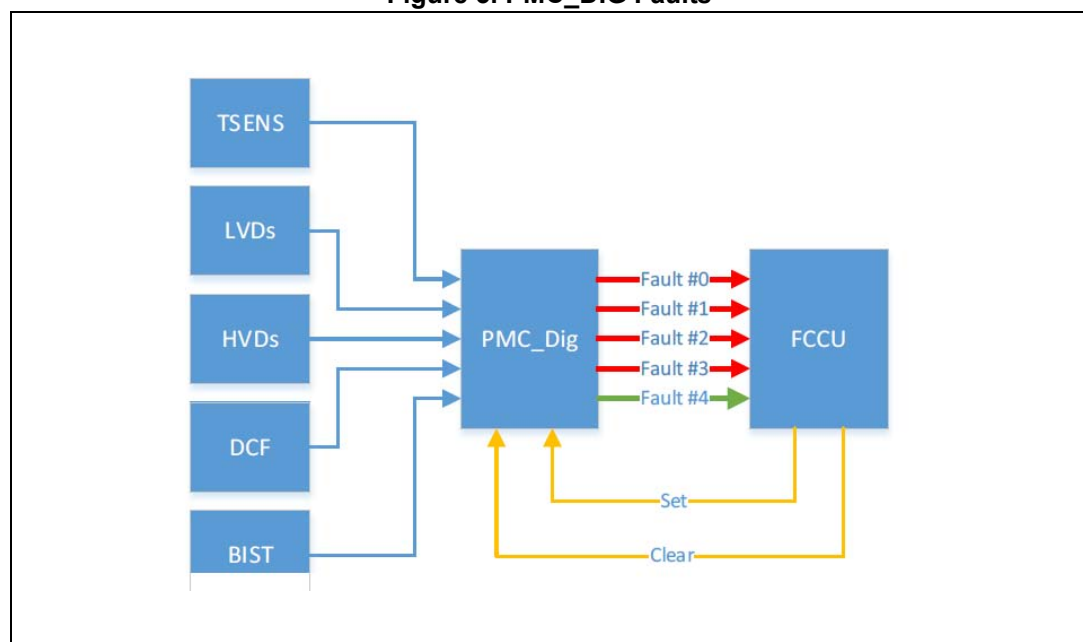 TSENS
LVDs
HVDs
DCF
BIST
PMC_Dig
Fault #0
Fault #1
Fault #2
Fault #3
Fault #4
FCCU
Set
Clear